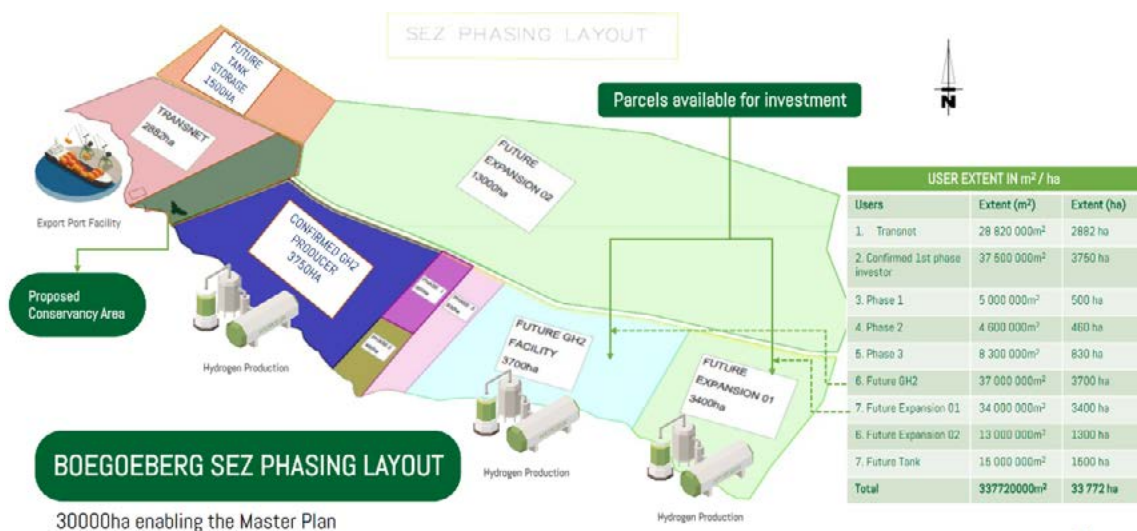 SEZ PHASING LAYOUT
FUTURE
TANK
STORAGE
1500HA
TRANSNET
2882ha
Parcels available for investment
N
FUTURE
EXPANSION 02
13000ha
Export Port Facility
CONFIRMED GH2
PRODUCER
3750HA
Proposed
Conservancy Area
Hydrogen Production
FUTURE GH2
FACILITY
3700ha
FUTURE
EXPANSION 01
3400ha
Hydrogen Production
Hydrogen Production
BOEGOEBERG SEZ PHASING LAYOUT
30000ha enabling the Master Plan
USER EXTENT IN m² / ha
Users Extent (m²) Extent (ha)
1. Transnet 28 820 000m² 2882 ha
2. Confirmed 1st phase
investor 37 500 000m² 3750 ha
3. Phase 1 5 000 000m² 500 ha
4. Phase 2 4 600 000m² 460 ha
5. Phase 3 8 300 000m² 830 ha
6. Future GH2 37 000 000m² 3700 ha
7. Future Expansion 01 34 000 000m² 3400 ha
6. Future Expansion 02 13 000 000m² 1300 ha
7. Future Tank 15 000 000m² 1500 ha
Total 337720000m² 33 772 ha